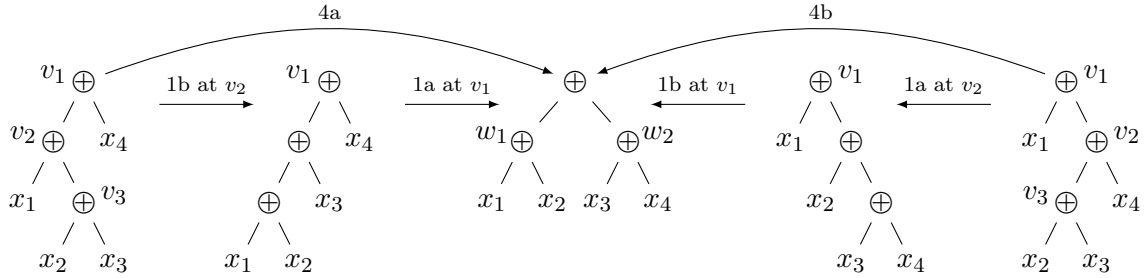 4a 4b
v₁ ⊕ v₁ ⊕ ⊕ ⊕ v₁ ⊕ v₁
1b at v₂ 1a at v₁ 1b at v₁ 1a at v₂
v₂ ⊕ x₄ ⊕ x₄ w₁ ⊕ ⊕ w₂ x₁ ⊕ x₁ ⊕ v₂
x₁ ⊕ v₃ ⊕ x₃ x₁ x₂ x₃ x₄ x₂ ⊕ v₃ ⊕ x₄
x₂ x₃ x₁ x₂ x₃ x₄ x₂ x₃